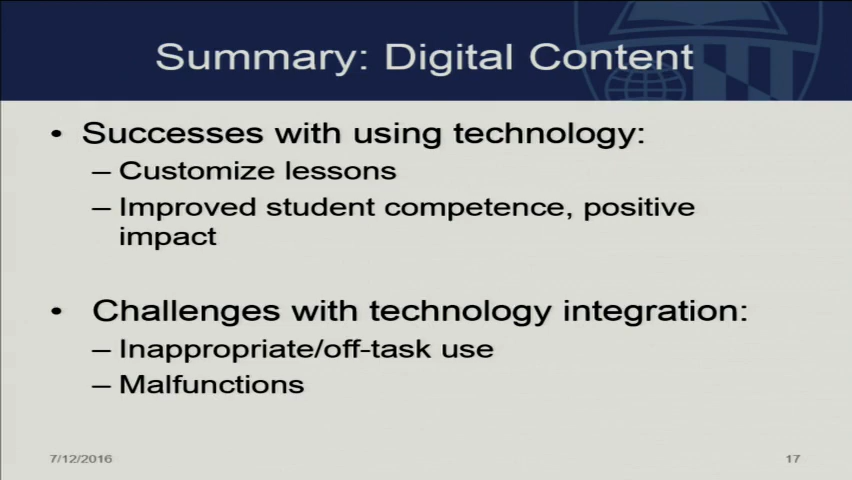 Summary: Digital Content
• Successes with using technology:
– Customize lessons
– Improved student competence, positive
impact
• Challenges with technology integration:
– Inappropriate/off-task use
– Malfunctions
7/12/2016
17